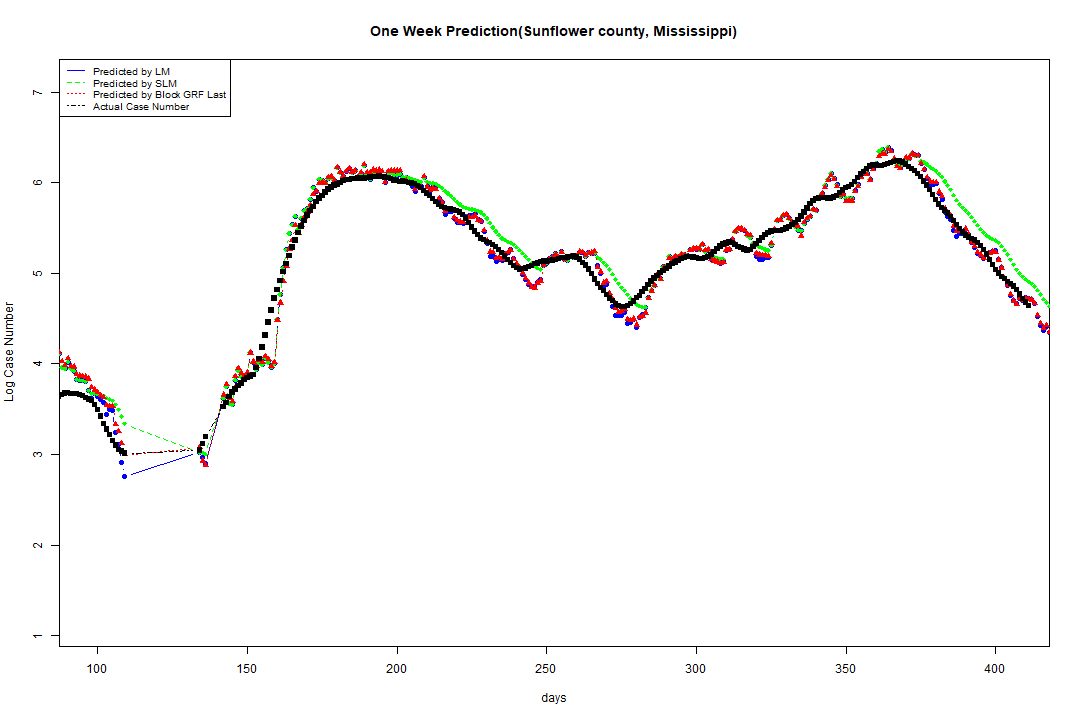 One Week Prediction(Sunflower county, Mississippi)
Predicted by LM
Predicted by SLM
Predicted by Block GRF Last
Actual Case Number
7
6
5
4
3
2
1
Log Case Number
100 150 200 250 300 350 400
days